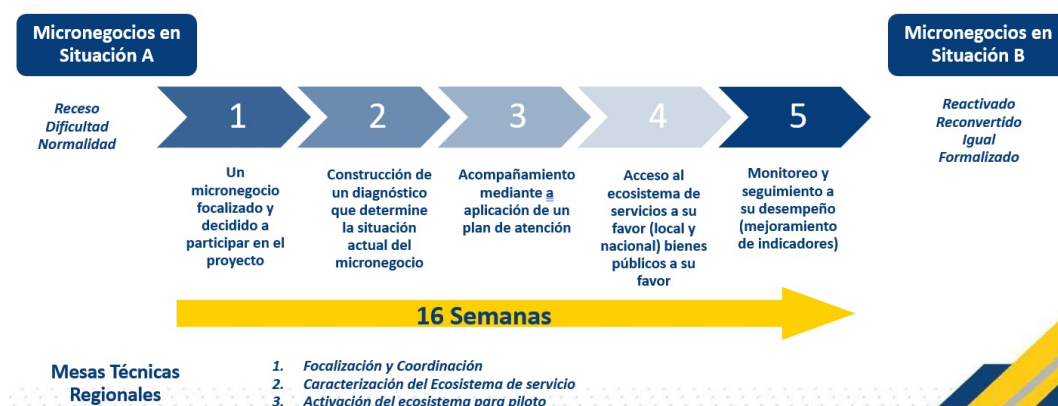 Micronegocios en
Situación A
Micronegocios en
Situación B
Receso
Dificultad
Normalidad
1
2
3
4
5
Reactivado
Reconvertido
Igual
Formalizado
Un
micronegocio
focalizado y
decidido a
participar en el
proyecto
Construcción de
un diagnóstico
que determine
la situación
actual del
micronegocio
Acompañamiento
mediante a
aplicación de un
plan de atención
Acceso al
ecosistema de
servicios a su
favor (local y
nacional) bienes
públicos a su
favor
Monitoreo y
seguimiento a
su desempeño
(mejoramiento
de indicadores)
16 Semanas
Mesas Técnicas
Regionales
1. Focalización y Coordinación
2. Caracterización del Ecosistema de servicio
3. Activación del ecosistema para piloto